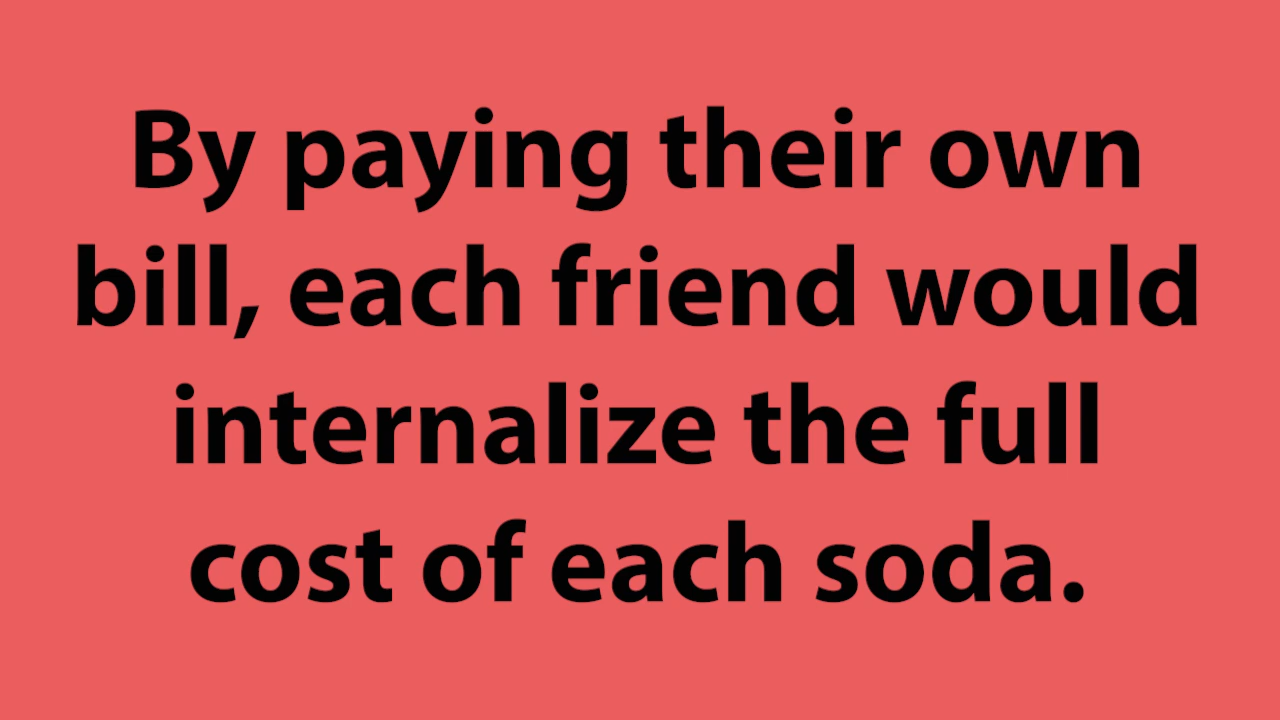 By paying their own
bill, each friend would
internalize the full
cost of each soda.